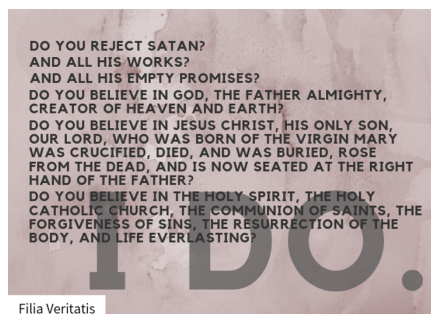 DO YOU REJECT SATAN?
AND ALL HIS WORKS?
AND ALL HIS EMPTY PROMISES?
DO YOU BELIEVE IN GOD, THE FATHER ALMIGHTY,
CREATOR OF HEAVEN AND EARTH?
DO YOU BELIEVE IN JESUS CHRIST, HIS ONLY SON,
OUR LORD, WHO WAS BORN OF THE VIRGIN MARY
WAS CRUCIFIED, DIED, AND WAS BURIED, ROSE
FROM THE DEAD, AND IS NOW SEATED AT THE RIGHT
HAND OF THE FATHER?
DO YOU BELIEVE IN THE HOLY SPIRIT, THE HOLY
CATHOLIC CHURCH, THE COMMUNION OF SAINTS, THE
FORGIVENESS OF SINS, THE RESURRECTION OF THE
BODY, AND LIFE EVERLASTING?
I DO.
Filia Veritatis